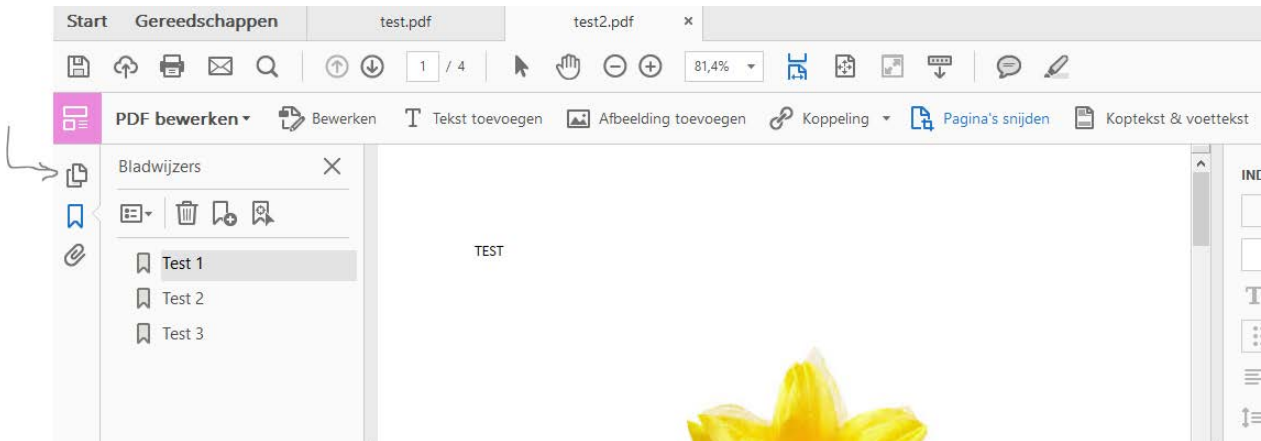 Start Gereedschappen test.pdf test2.pdf ×
1 / 4 81,4%
PDF bewerken Bewerken Tekst toevoegen Afbeelding toevoegen Koppeling Pagina's snijden Koptekst & voettekst
Bladwijzers
IND
TEST
Test 1
Test 2
Test 3